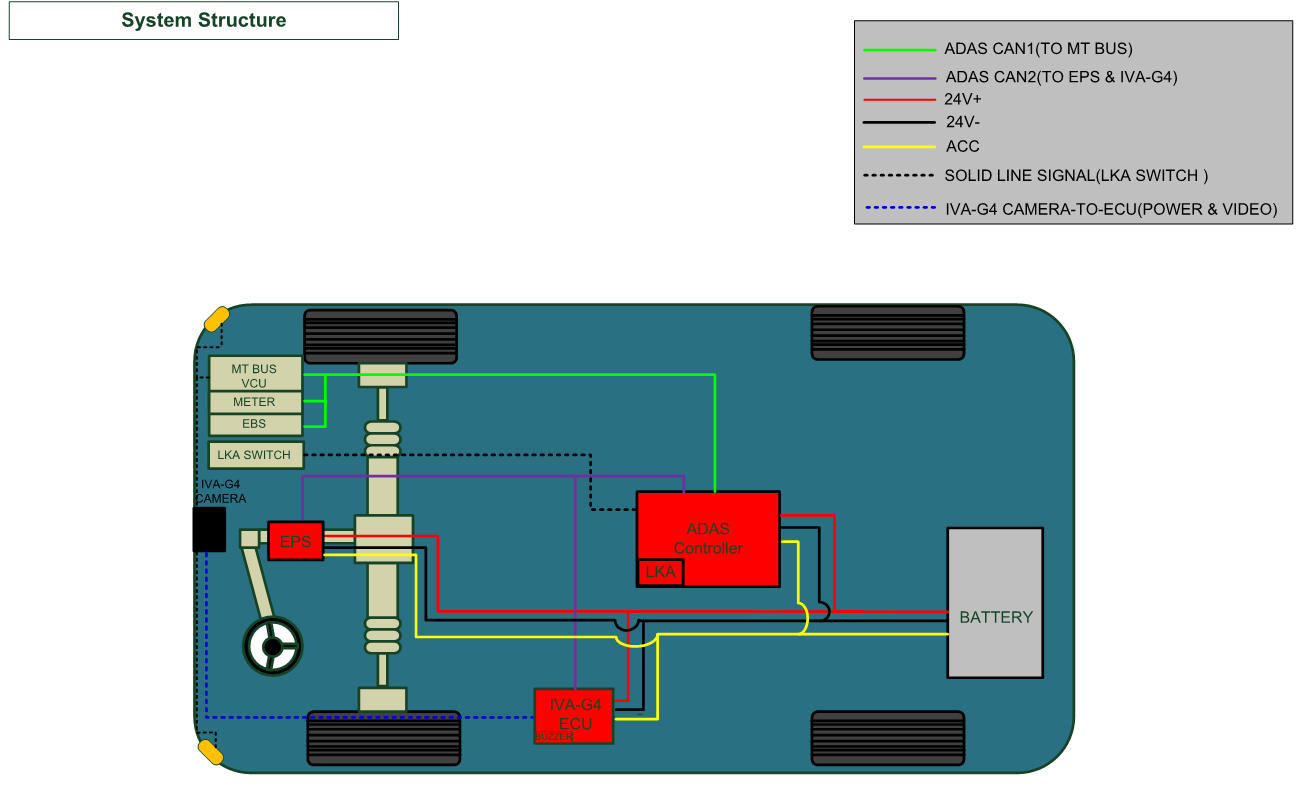 System Structure
ADAS CAN1(TO MT BUS)
ADAS CAN2(TO EPS & IVA-G4)
24V+
24V-
ACC
SOLID LINE SIGNAL(LKA SWITCH )
IVA-G4 CAMERA-TO-ECU(POWER & VIDEO)
MT BUS
VCU
METER
EBS
LKA SWITCH
IVA-G4
CAMERA
EPS
ADAS
Controller
LKA
BATTERY
IVA-G4
ECU
BUZZER